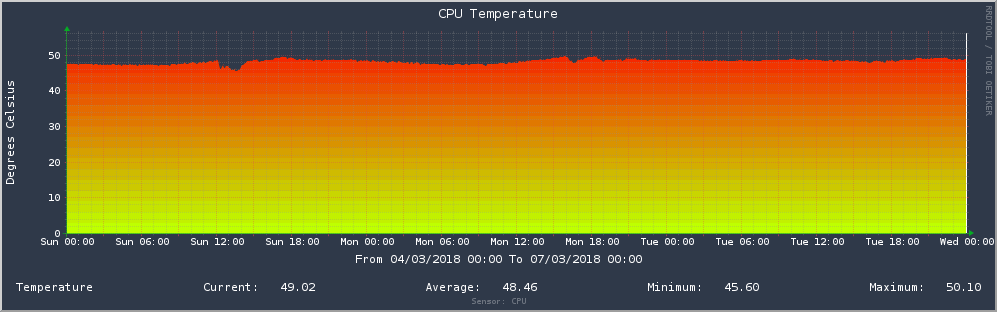 CPU Temperature
RRDTOOL / TOBI OETIKER
Degrees Celsius
50
40
30
20
10
0
Sun 00:00 Sun 06:00 Sun 12:00 Sun 18:00 Mon 00:00 Mon 06:00 Mon 12:00 Mon 18:00 Tue 00:00 Tue 06:00 Tue 12:00 Tue 18:00 Wed 00:00
From 04/03/2018 00:00 To 07/03/2018 00:00
Temperature Current: 49.02 Average: 48.46 Minimum: 45.60 Maximum: 50.10
Sensor: CPU